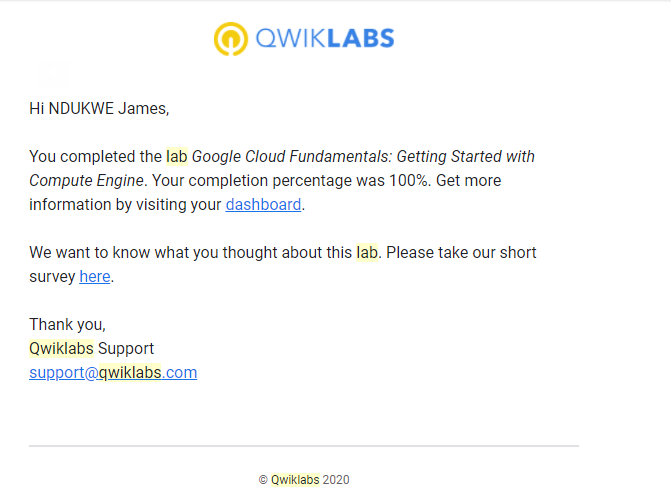 QWIKLABS
Hi NDUKWE James,
You completed the lab Google Cloud Fundamentals: Getting Started with
Compute Engine. Your completion percentage was 100%. Get more
information by visiting your dashboard.
We want to know what you thought about this lab. Please take our short
survey here.
Thank you,
Qwiklabs Support
support@qwiklabs.com
© Qwiklabs 2020